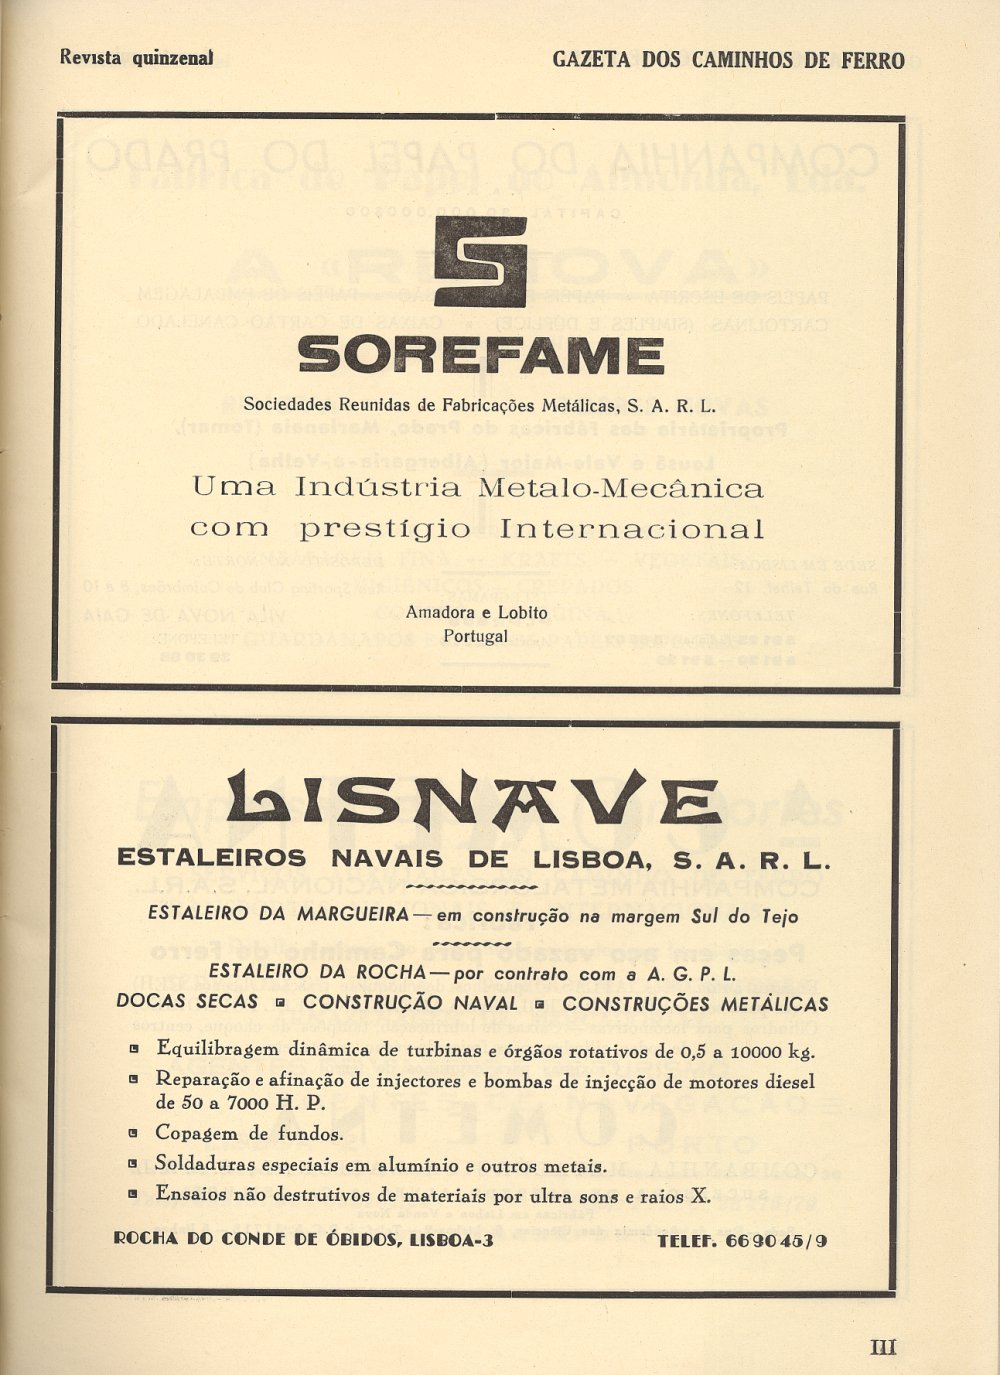 Revista quinzenal
GAZETA DOS CAMINHOS DE FERRO
SOREFAME
Sociedades Reunidas de Fabricações Metálicas, S. A. R. L.
Uma Indústria Metalo-Mecânica
com prestígio Internacional
Amadora e Lobito
Portugal
LISNAVE
ESTALEIROS NAVAIS DE LISBOA, S. A. R. L.
ESTALEIRO DA MARGUEIRA — em construção na margem Sul do Tejo
ESTALEIRO DA ROCHA — por contrato com a A. G. P. L.
DOCAS SECAS CONSTRUÇÃO NAVAL CONSTRUÇÕES METÁLICAS
Equilibragem dinâmica de turbinas e órgãos rotativos de 0,5 a 10000 kg.
Reparação e afinação de injectores e bombas de injecção de motores diesel
de 50 a 7000 H. P.
Copagem de fundos.
Soldaduras especiais em alumínio e outros metais.
Ensaios não destrutivos de materiais por ultra sons e raios X.
ROCHA DO CONDE DE ÓBIDOS, LISBOA-3 TELEF. 669045/9
III